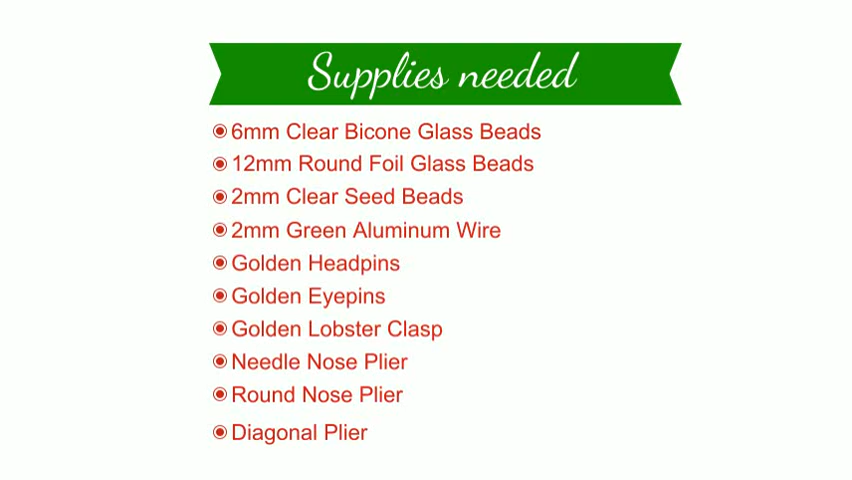 Supplies needed
6mm Clear Bicone Glass Beads
12mm Round Foil Glass Beads
2mm Clear Seed Beads
2mm Green Aluminum Wire
Golden Headpins
Golden Eyepins
Golden Lobster Clasp
Needle Nose Plier
Round Nose Plier
Diagonal Plier